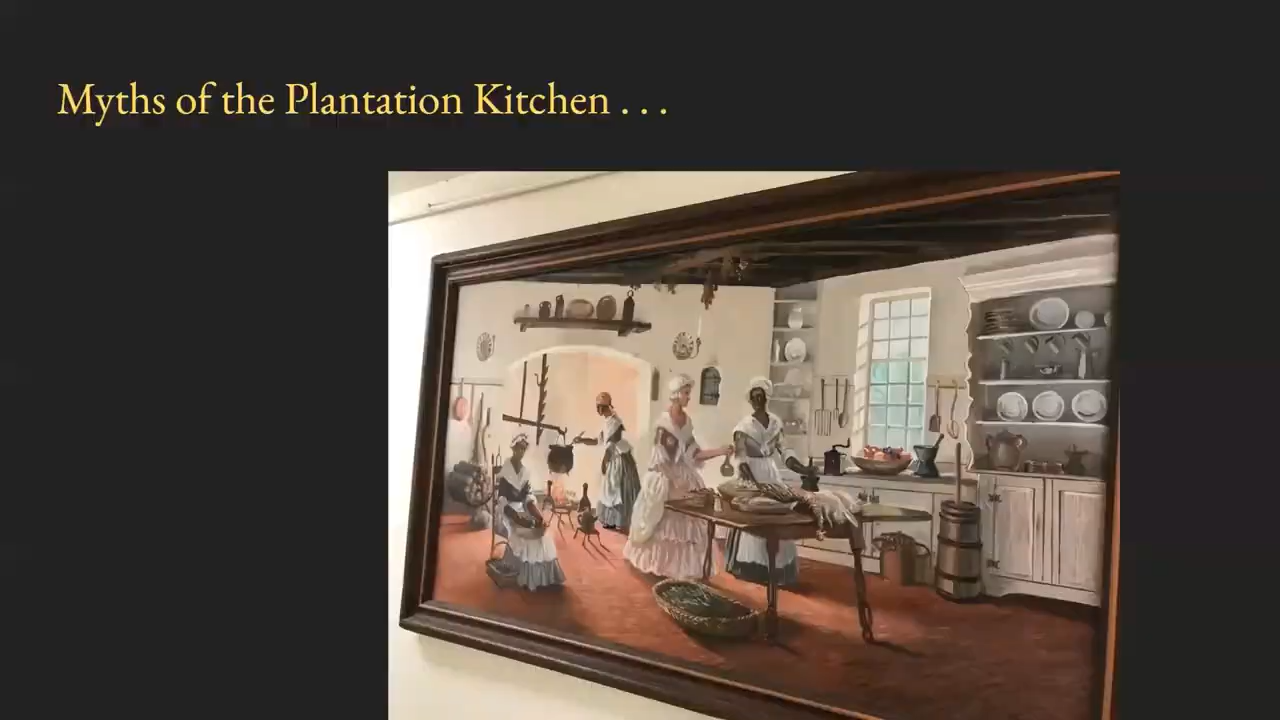 Myths of the Plantation Kitchen . . .